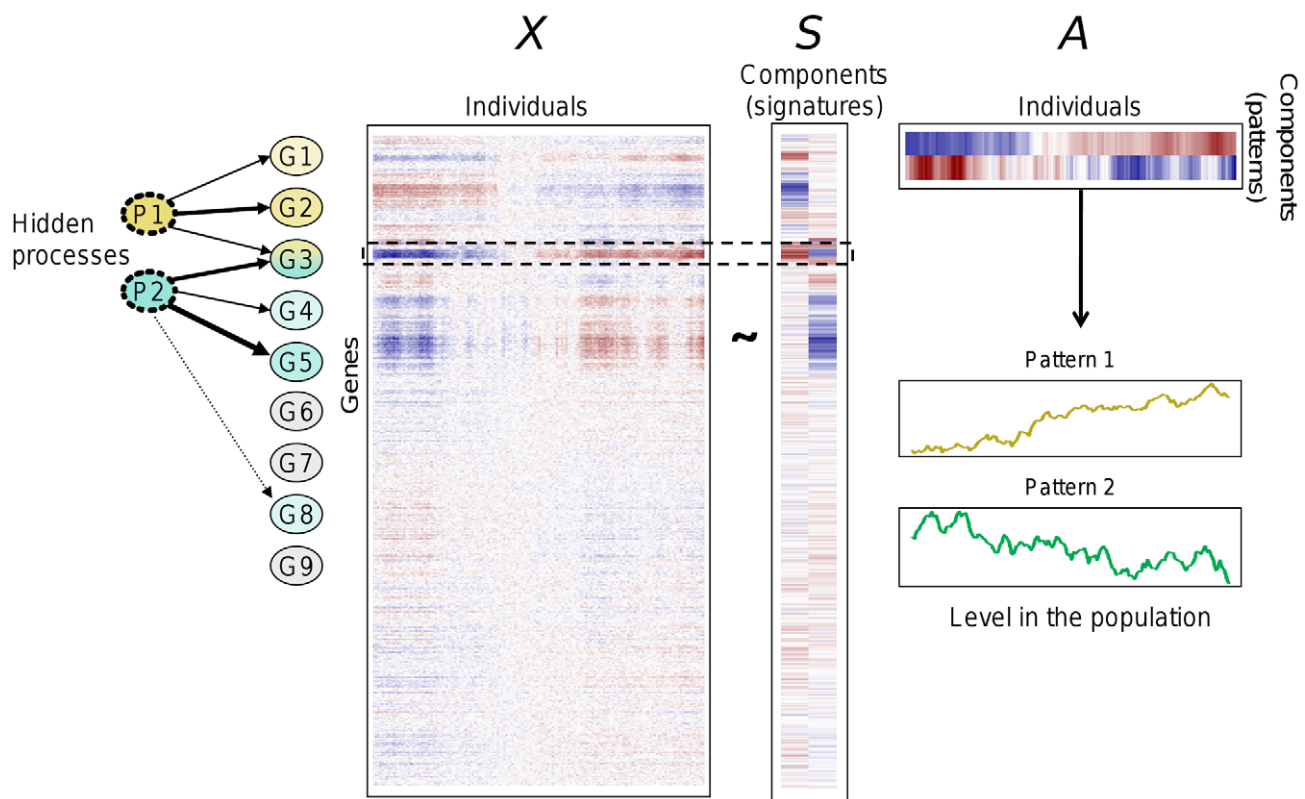 X
S
A
Components
(signatures)
Individuals
Individuals
Components
(patterns)
Hidden
processes
P1
P2
G1
G2
G3
G4
G5
G6
G7
G8
G9
Genes
~
Pattern 1
Pattern 2
Level in the population